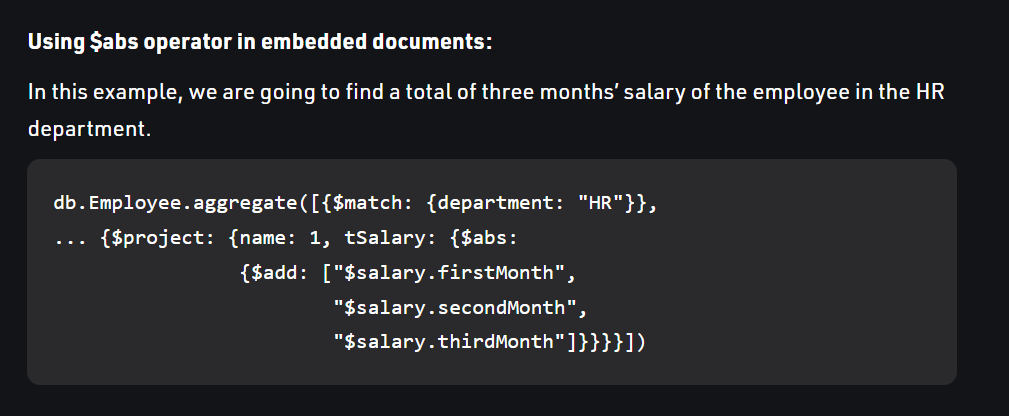 Using $abs operator in embedded documents:
In this example, we are going to find a total of three months’ salary of the employee in the HR
department.
db.Employee.aggregate([{$match: {department: "HR"}},
... {$project: {name: 1, tSalary: {$abs:
                {$add: ["$salary.firstMonth",
                        "$salary.secondMonth",
                        "$salary.thirdMonth"]}}}}])